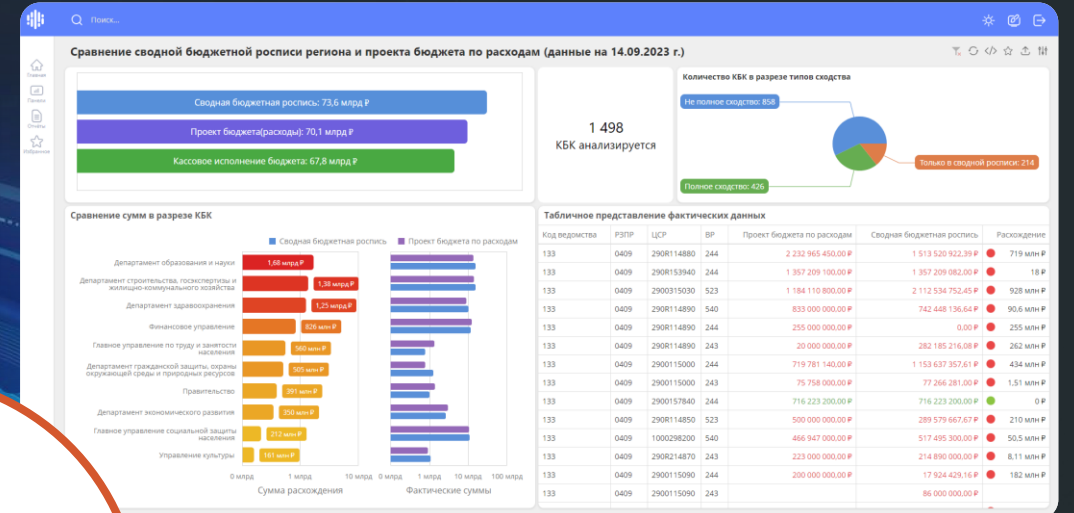 Поиск...
Сравнение сводной бюджетной росписи региона и проекта бюджета по расходам (данные на 14.09.2023 г.)
Главная
Панели
Отчёты
Избранное
Сводная бюджетная роспись: 73,6 млрд ₽
Проект бюджета(расходы): 70,1 млрд ₽
Кассовое исполнение бюджета: 67,8 млрд ₽
1 498
КБК анализируется
Количество КБК в разрезе типов сходства
Не полное сходство: 858
Только в сводной росписи: 214
Полное сходство: 426
Сравнение сумм в разрезе КБК
Сводная бюджетная роспись Проект бюджета по расходам
Департамент образования и науки 1,68 млрд ₽
Департамент строительства, госэкспертизы и
жилищно-коммунального хозяйства 1,38 млрд ₽
Департамент здравоохранения 1,25 млрд ₽
Финансовое управление 826 млн ₽
Главное управление по труду и занятости
населения 560 млн ₽
Департамент гражданской защиты, охраны
окружающей среды и природных ресурсов 505 млн ₽
Правительство 391 млн ₽
Департамент экономического развития 350 млн ₽
Главное управление социальной защиты
населения 212 млн ₽
Управление культуры 161 млн ₽
0 млрд 1 млрд 10 млрд 0 млрд 1 млрд 10 млрд 100 млрд
Сумма расхождения Фактические суммы
Табличное представление фактических данных
Код ведомства РЗПР ЦСР ВР Проект бюджета по расходам Сводная бюджетная роспись Расхождение
133 0409 290R114880 244 2 232 965 450,00 ₽ 1 513 520 922,39 ₽ 719 млн ₽
133 0409 290R153940 244 1 357 209 100,00 ₽ 1 357 209 082,00 ₽ 18 ₽
133 0409 2900315030 523 1 184 110 800,00 ₽ 2 112 534 752,45 ₽ 928 млн ₽
133 0409 290R114890 540 833 000 000,00 ₽ 742 448 136,64 ₽ 90,6 млн ₽
133 0409 290R114890 244 255 000 000,00 ₽ 0,00 ₽ 255 млн ₽
133 0409 290R114890 243 20 000 000,00 ₽ 282 185 216,08 ₽ 262 млн ₽
133 0409 2900115000 244 719 781 140,00 ₽ 1 153 637 357,61 ₽ 434 млн ₽
133 0409 2900115000 243 75 758 000,00 ₽ 77 266 281,00 ₽ 1,51 млн ₽
133 0409 2900157840 244 716 223 200,00 ₽ 716 223 200,00 ₽ 0 ₽
133 0409 290R114850 523 500 000 000,00 ₽ 289 579 667,67 ₽ 210 млн ₽
133 0409 1000298200 540 466 947 000,00 ₽ 517 495 300,00 ₽ 50,5 млн ₽
133 0409 290R214870 243 223 000 000,00 ₽ 214 890 000,00 ₽ 8,11 млн ₽
133 0409 2900115090 244 200 000 000,00 ₽ 17 924 429,16 ₽ 182 млн ₽
133 0409 2900115090 243 86 000 000,00 ₽